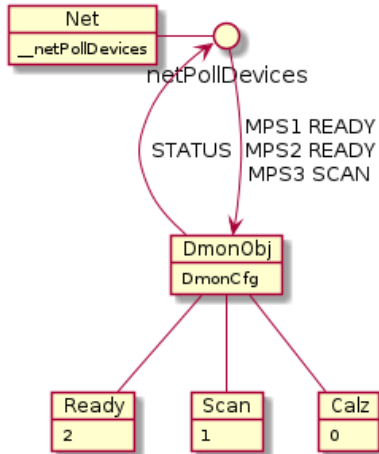 Net
__netPollDevices
netPollDevices
STATUS
MPS1 READY
MPS2 READY
MPS3 SCAN
DmonObj
DmonCfg
Ready
2
Scan
1
Calz
0